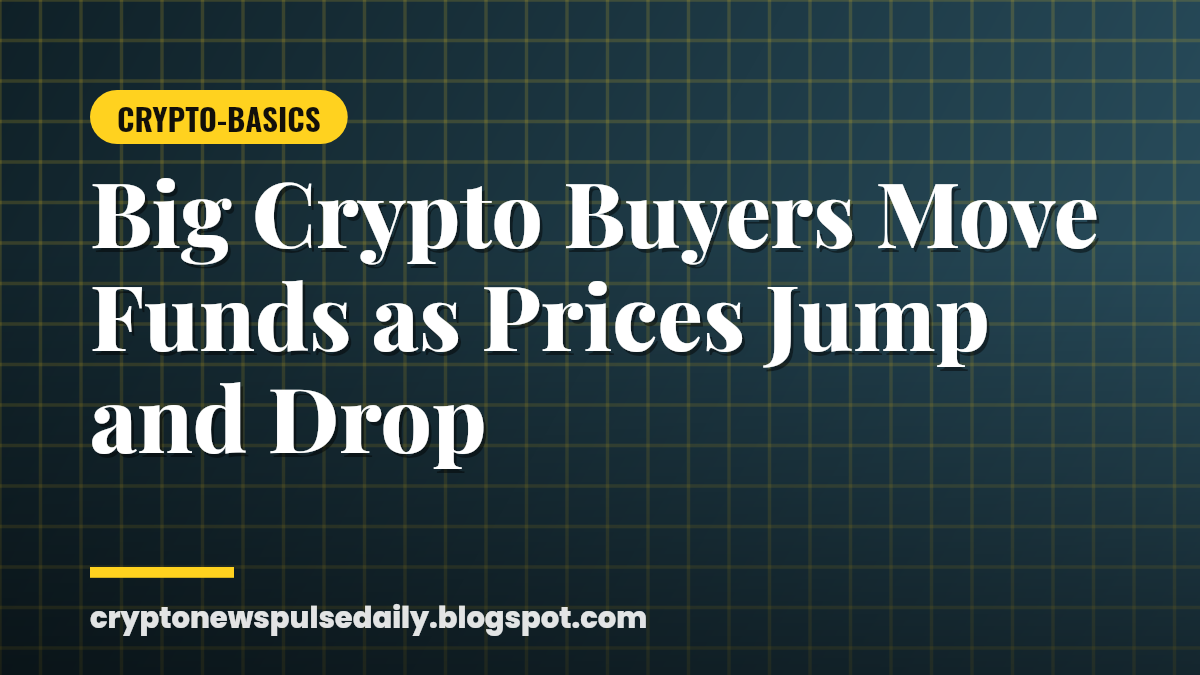 CRYPTO-BASICS
Big Crypto Buyers Move
Funds as Prices Jump
and Drop
cryptonewspulsedaily.blogspot.com